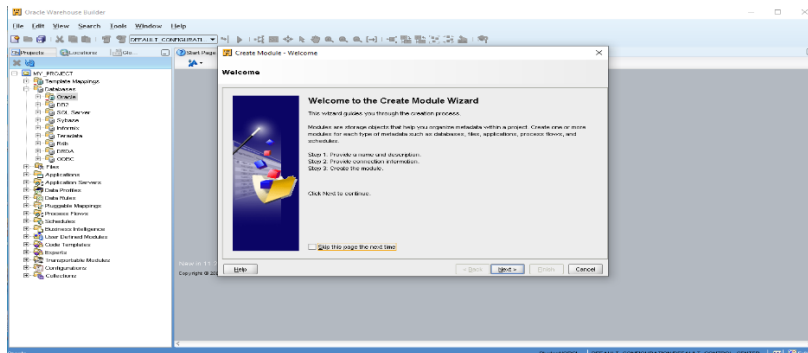 Oracle Warehouse Builder
File Edit View Search Tools Window Help
DEFAULT_CONFIGURATI...
Projects Locations Glo...
Start Page
MY_PROJECT
Template Mappings
Databases
Oracle
DB2
SQL Server
Sybase
Informix
Teradata
Rdb
DRDA
ODBC
Files
Applications
Application Servers
Data Profiles
Data Rules
Pluggable Mappings
Process Flows
Schedules
Business Intelligence
User Defined Modules
Code Templates
Experts
Transportable Modules
Configurations
Collections
Create Module - Welcome
Welcome
Welcome to the Create Module Wizard
This wizard guides you through the creation process.
Modules are storage objects that help you organize metadata within a project. Create one or more
modules for each type of metadata such as databases, files, applications, process flows, and
schedules.
Step 1: Provide a name and description.
Step 2: Provide connection information.
Step 3: Create the module.
Click Next to continue.
Skip this page the next time
Help < Back Next > Finish Cancel